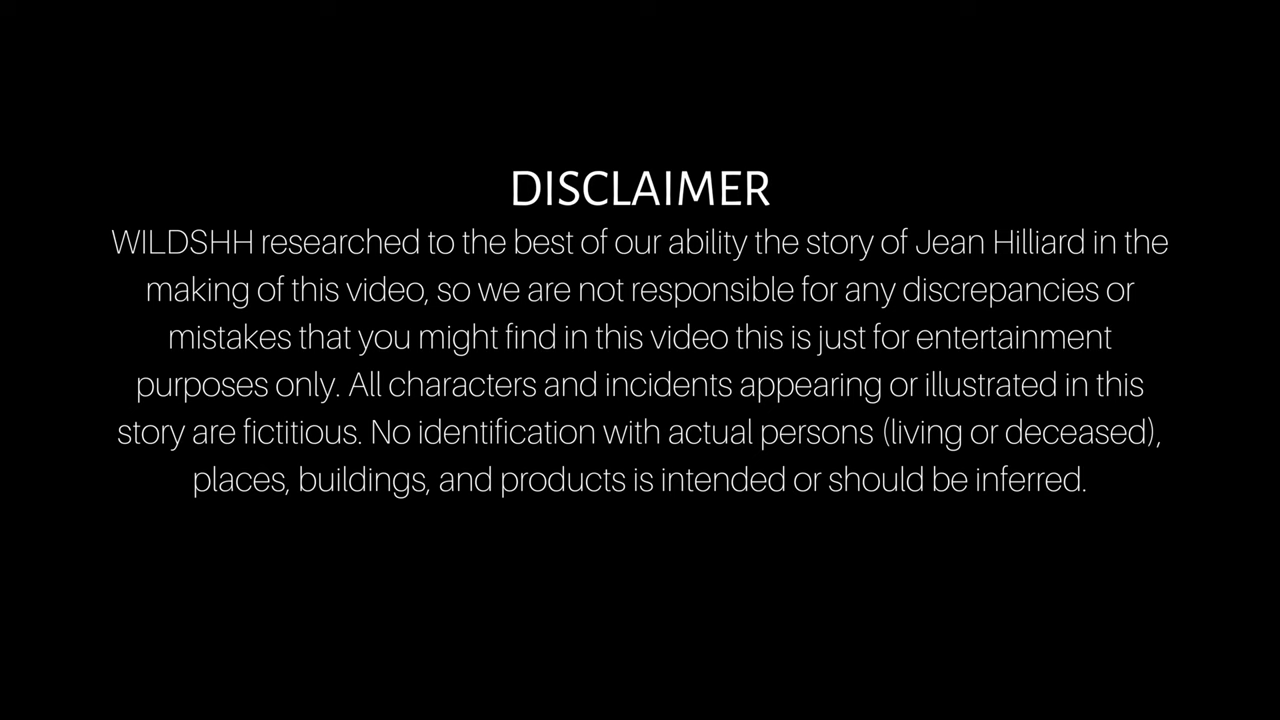 DISCLAIMER
WILDSHH researched to the best of our ability the story of Jean Hilliard in the
making of this video, so we are not responsible for any discrepancies or
mistakes that you might find in this video this is just for entertainment
purposes only. All characters and incidents appearing or illustrated in this
story are fictitious. No identification with actual persons (living or deceased),
places, buildings, and products is intended or should be inferred.